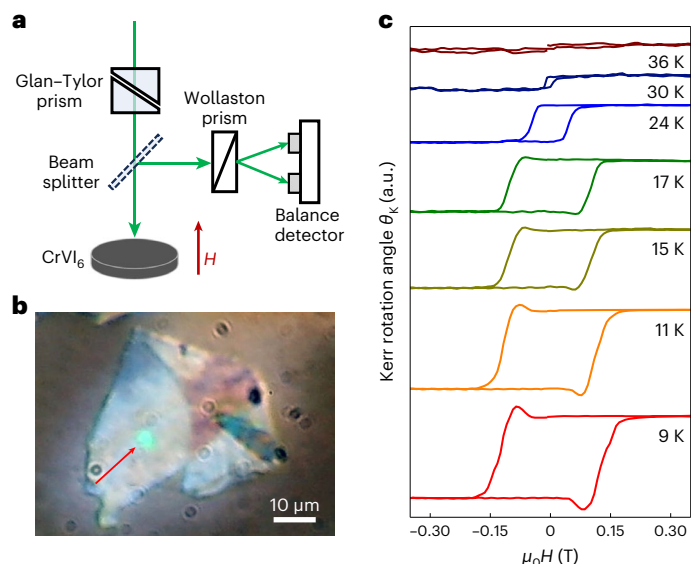 a
Glan–Tylor
prism
Wollaston
prism
Beam
splitter
Balance
detector
CrVI₆
H
b
10 μm
c
Kerr rotation angle θ_K (a.u.)
36 K
30 K
24 K
17 K
15 K
11 K
9 K
−0.30 −0.15 0 0.15 0.30
μ₀H (T)